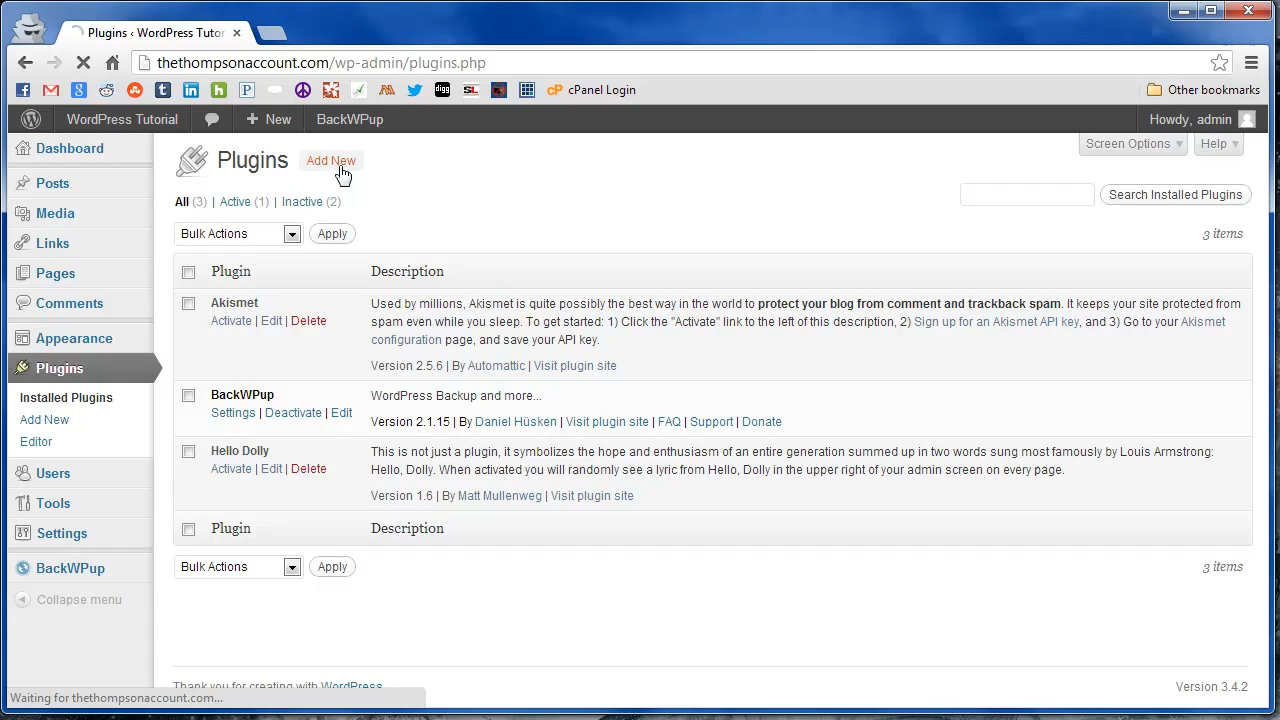 Plugins ‹ WordPress Tutor
thethompsonaccount.com/wp-admin/plugins.php
cPanel Login
Other bookmarks
WordPress Tutorial
New
BackWPup
Howdy, admin
Dashboard
Posts
Media
Links
Pages
Comments
Appearance
Plugins
Installed Plugins
Add New
Editor
Users
Tools
Settings
BackWPup
Collapse menu
Plugins Add New
Screen Options
Help
All (3) | Active (1) | Inactive (2)
Search Installed Plugins
Bulk Actions
Apply
3 items
Plugin
Description
Akismet
Activate | Edit | Delete
Used by millions, Akismet is quite possibly the best way in the world to protect your blog from comment and trackback spam. It keeps your site protected from
spam even while you sleep. To get started: 1) Click the "Activate" link to the left of this description, 2) Sign up for an Akismet API key, and 3) Go to your Akismet
configuration page, and save your API key.
Version 2.5.6 | By Automattic | Visit plugin site
BackWPup
Settings | Deactivate | Edit
WordPress Backup and more...
Version 2.1.15 | By Daniel Hüsken | Visit plugin site | FAQ | Support | Donate
Hello Dolly
Activate | Edit | Delete
This is not just a plugin, it symbolizes the hope and enthusiasm of an entire generation summed up in two words sung most famously by Louis Armstrong:
Hello, Dolly. When activated you will randomly see a lyric from Hello, Dolly in the upper right of your admin screen on every page.
Version 1.6 | By Matt Mullenweg | Visit plugin site
Plugin
Description
Bulk Actions
Apply
3 items
Thank you for creating with WordPress
Version 3.4.2
Waiting for thethompsonaccount.com...